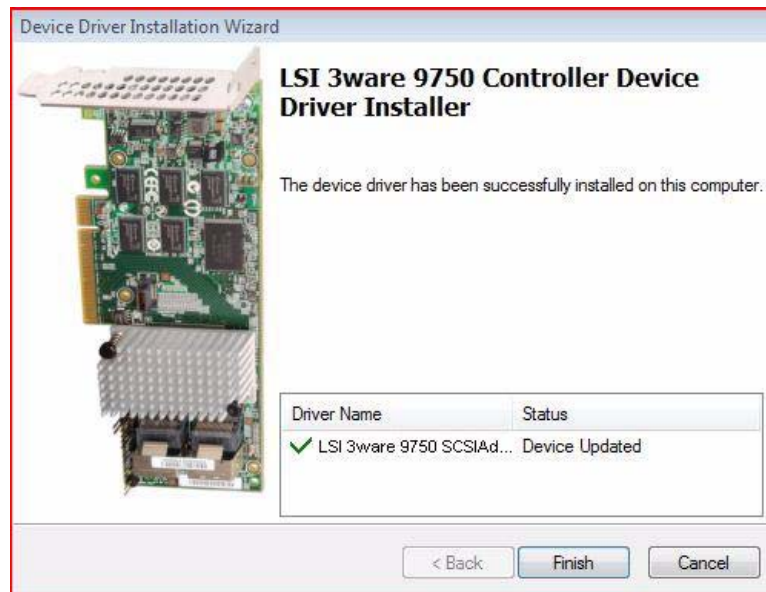 Device Driver Installation Wizard
LSI 3ware 9750 Controller Device
Driver Installer
The device driver has been successfully installed on this computer.
Driver Name Status
LSI 3ware 9750 SCSIAd... Device Updated
< Back Finish Cancel